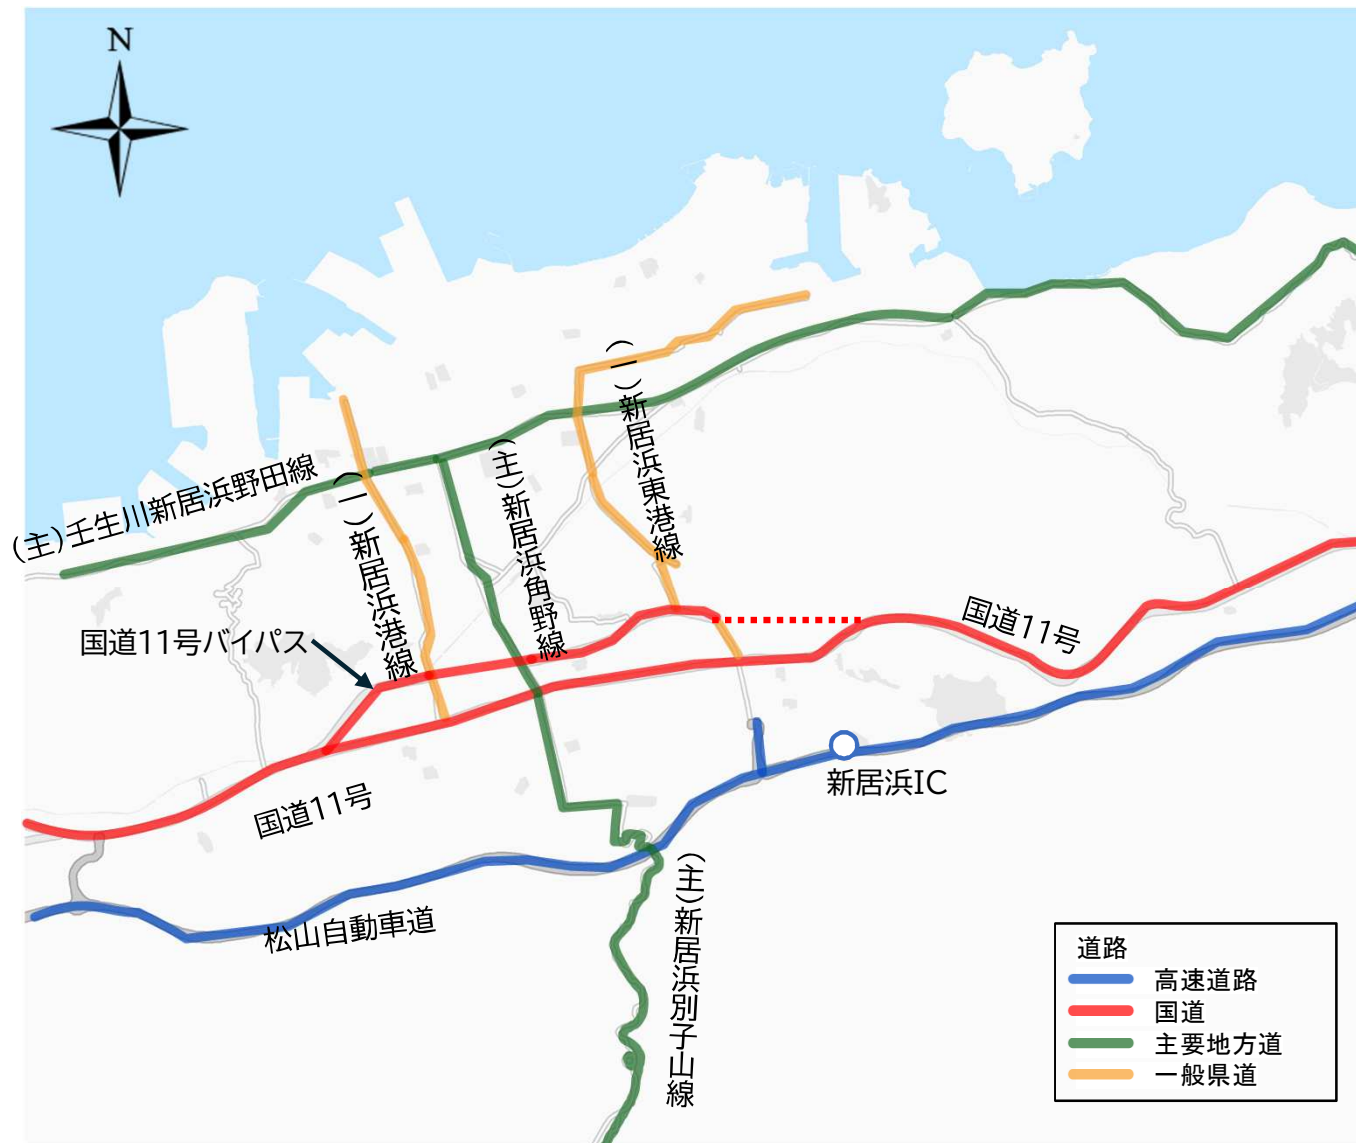 N
(一)新居浜東港線
(主)新居浜角野線
(主)壬生川新居浜野田線
(一)新居浜港線
国道11号バイパス
国道11号
新居浜IC
国道11号
松山自動車道
(主)新居浜別子山線
道路
高速道路
国道
主要地方道
一般県道